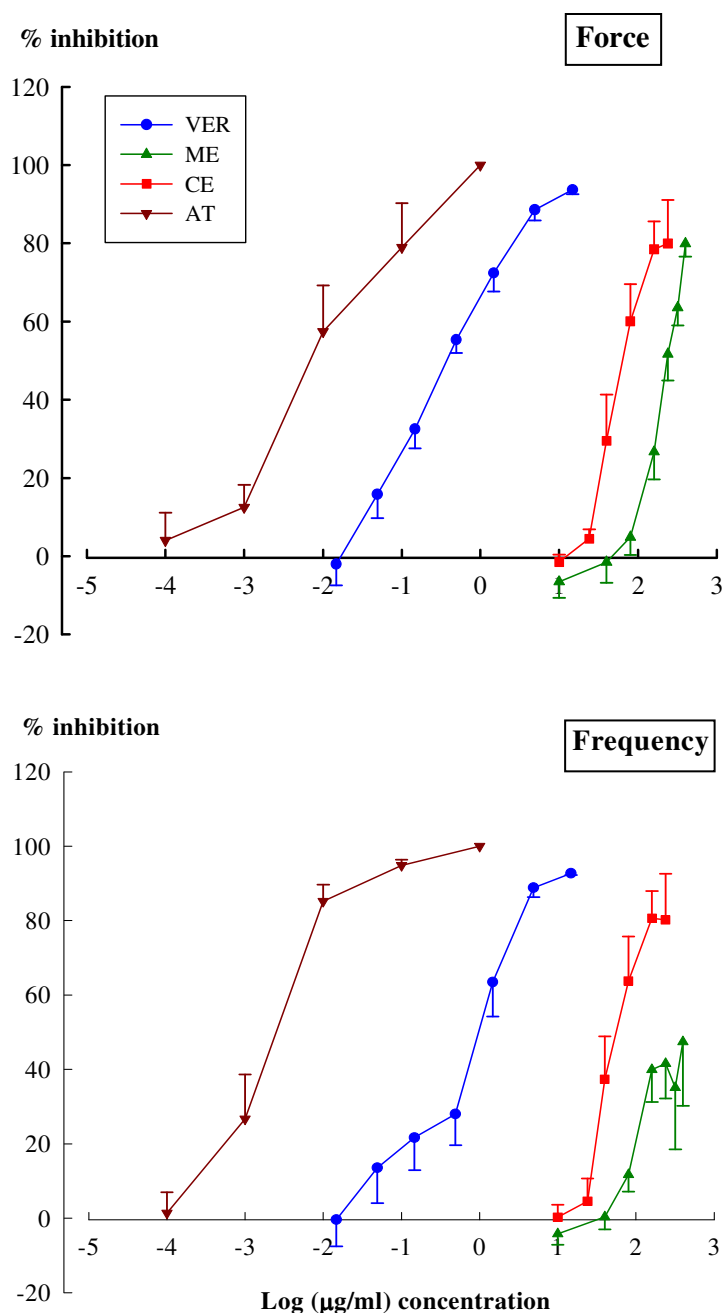 % inhibition
Force
120
VER
ME
CE
AT
100
80
60
40
20
0
-5 -4 -3 -2 -1 0 1 2 3
-20
% inhibition
Frequency
120
100
80
60
40
20
0
-5 -4 -3 -2 -1 0 1 2 3
-20
Log (µg/ml) concentration